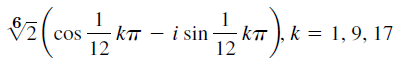 ⁶√2 ( cos 1/12 kπ − i sin 1/12 kπ ), k = 1, 9, 17